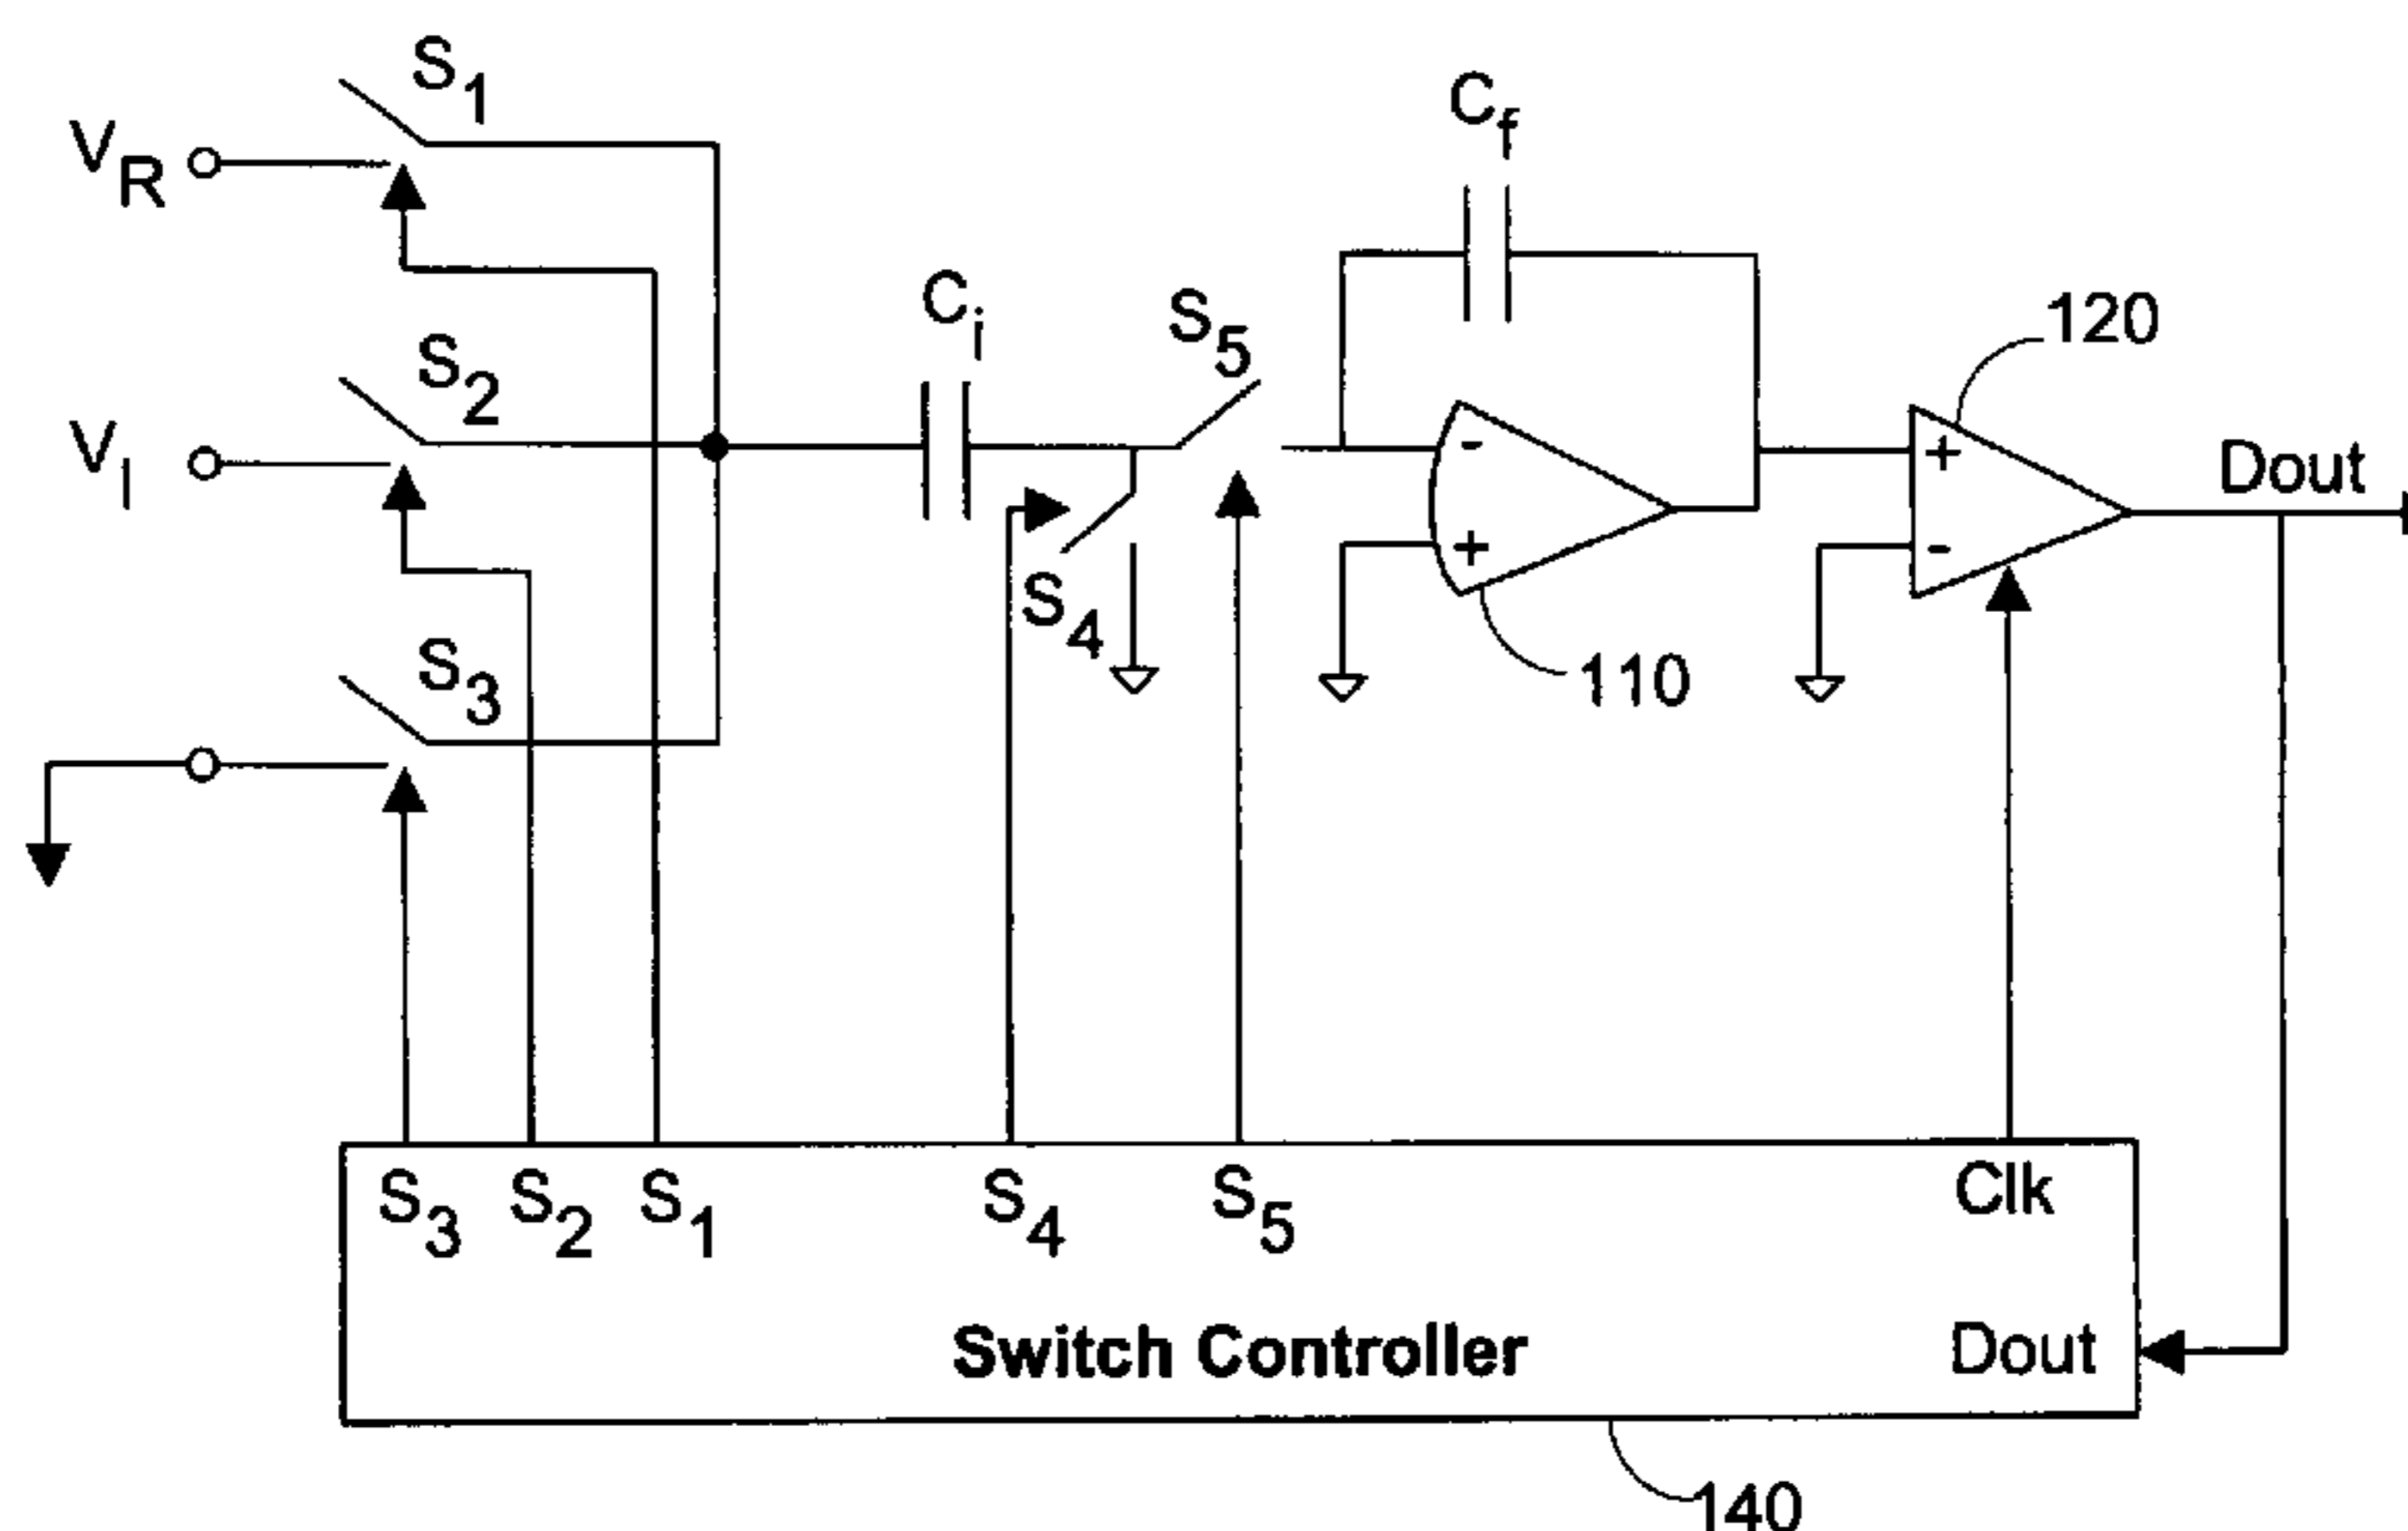 S1
VR
Cf
Ci
S5
120
S2
VI
Dout
-
+
+
-
S4
S3
110
S3 S2 S1 S4 S5 Clk
Switch Controller
Dout
140